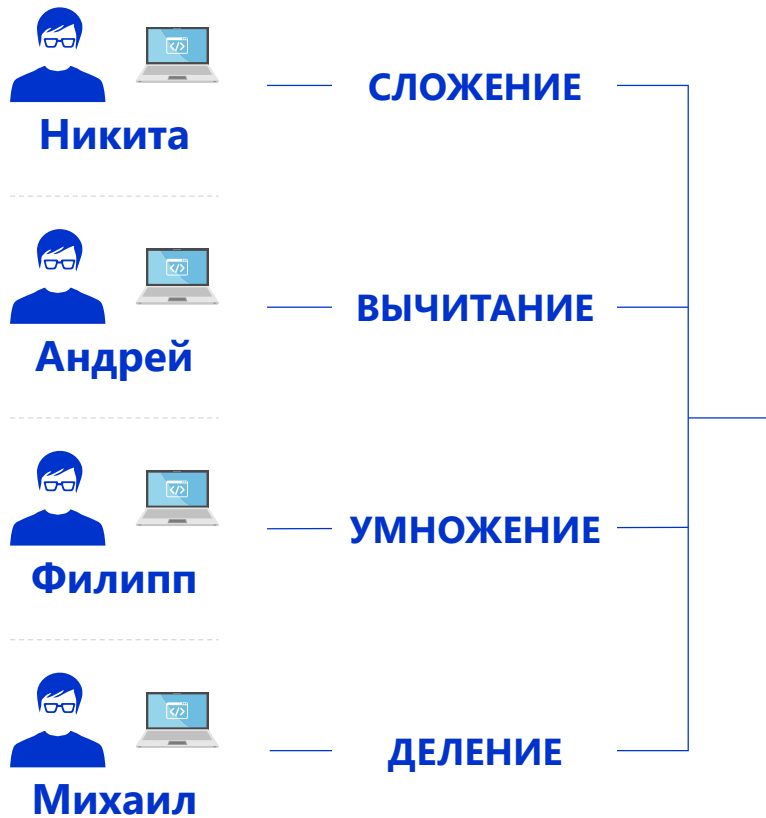 СЛОЖЕНИЕ
Никита
ВЫЧИТАНИЕ
Андрей
УМНОЖЕНИЕ
Филипп
ДЕЛЕНИЕ
Михаил